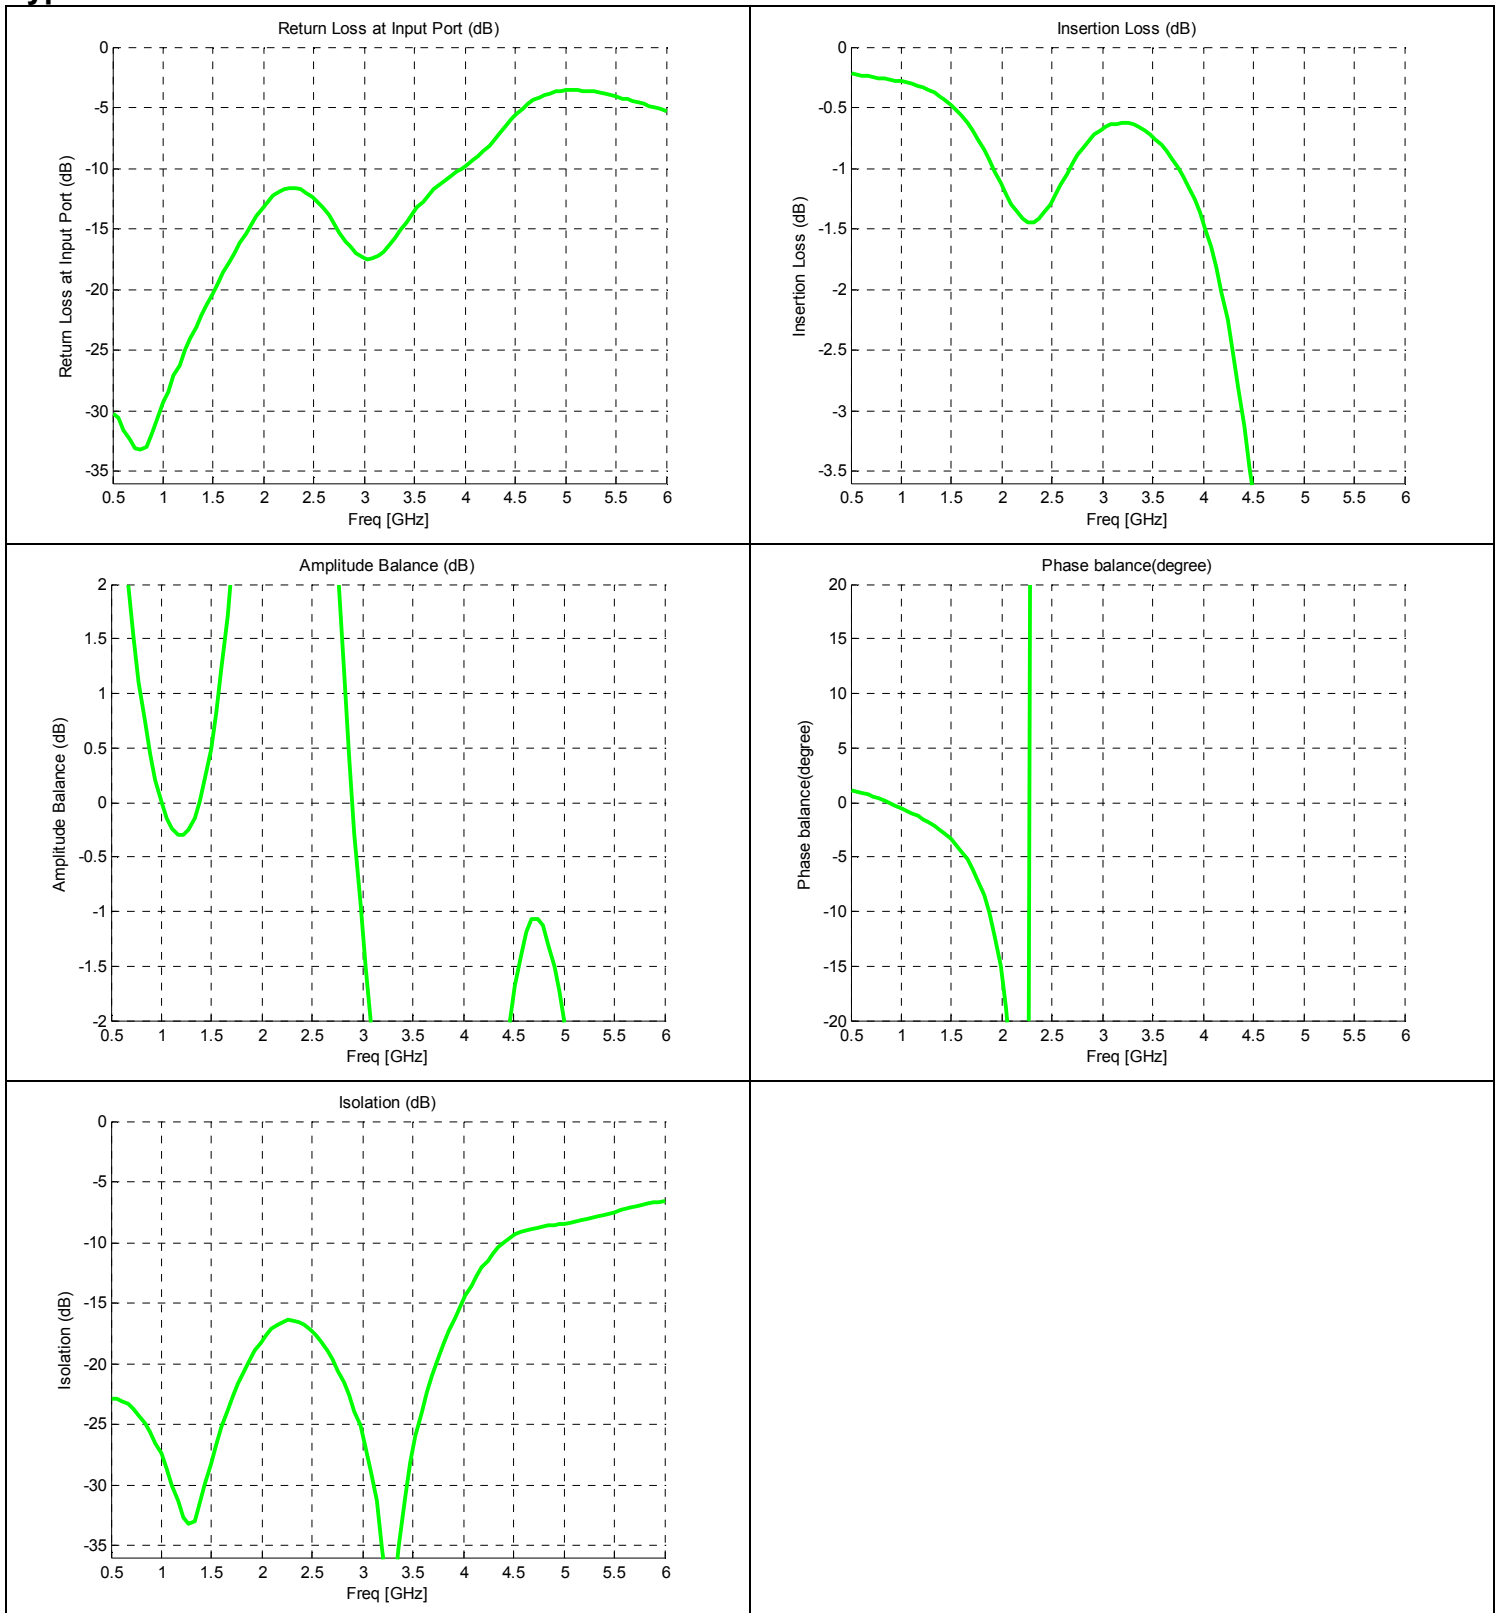 Return Loss at Input Port (dB)
0
-5
-10
-15
-20
-25
-30
-35
Return Loss at Input Port (dB)
0.5 1 1.5 2 2.5 3 3.5 4 4.5 5 5.5 6
Freq [GHz]
Insertion Loss (dB)
0
-0.5
-1
-1.5
-2
-2.5
-3
-3.5
Insertion Loss (dB)
0.5 1 1.5 2 2.5 3 3.5 4 4.5 5 5.5 6
Freq [GHz]
Amplitude Balance (dB)
2
1.5
1
0.5
0
-0.5
-1
-1.5
-2
Amplitude Balance (dB)
0.5 1 1.5 2 2.5 3 3.5 4 4.5 5 5.5 6
Freq [GHz]
Phase balance(degree)
20
15
10
5
0
-5
-10
-15
-20
Phase balance(degree)
0.5 1 1.5 2 2.5 3 3.5 4 4.5 5 5.5 6
Freq [GHz]
Isolation (dB)
0
-5
-10
-15
-20
-25
-30
-35
Isolation (dB)
0.5 1 1.5 2 2.5 3 3.5 4 4.5 5 5.5 6
Freq [GHz]